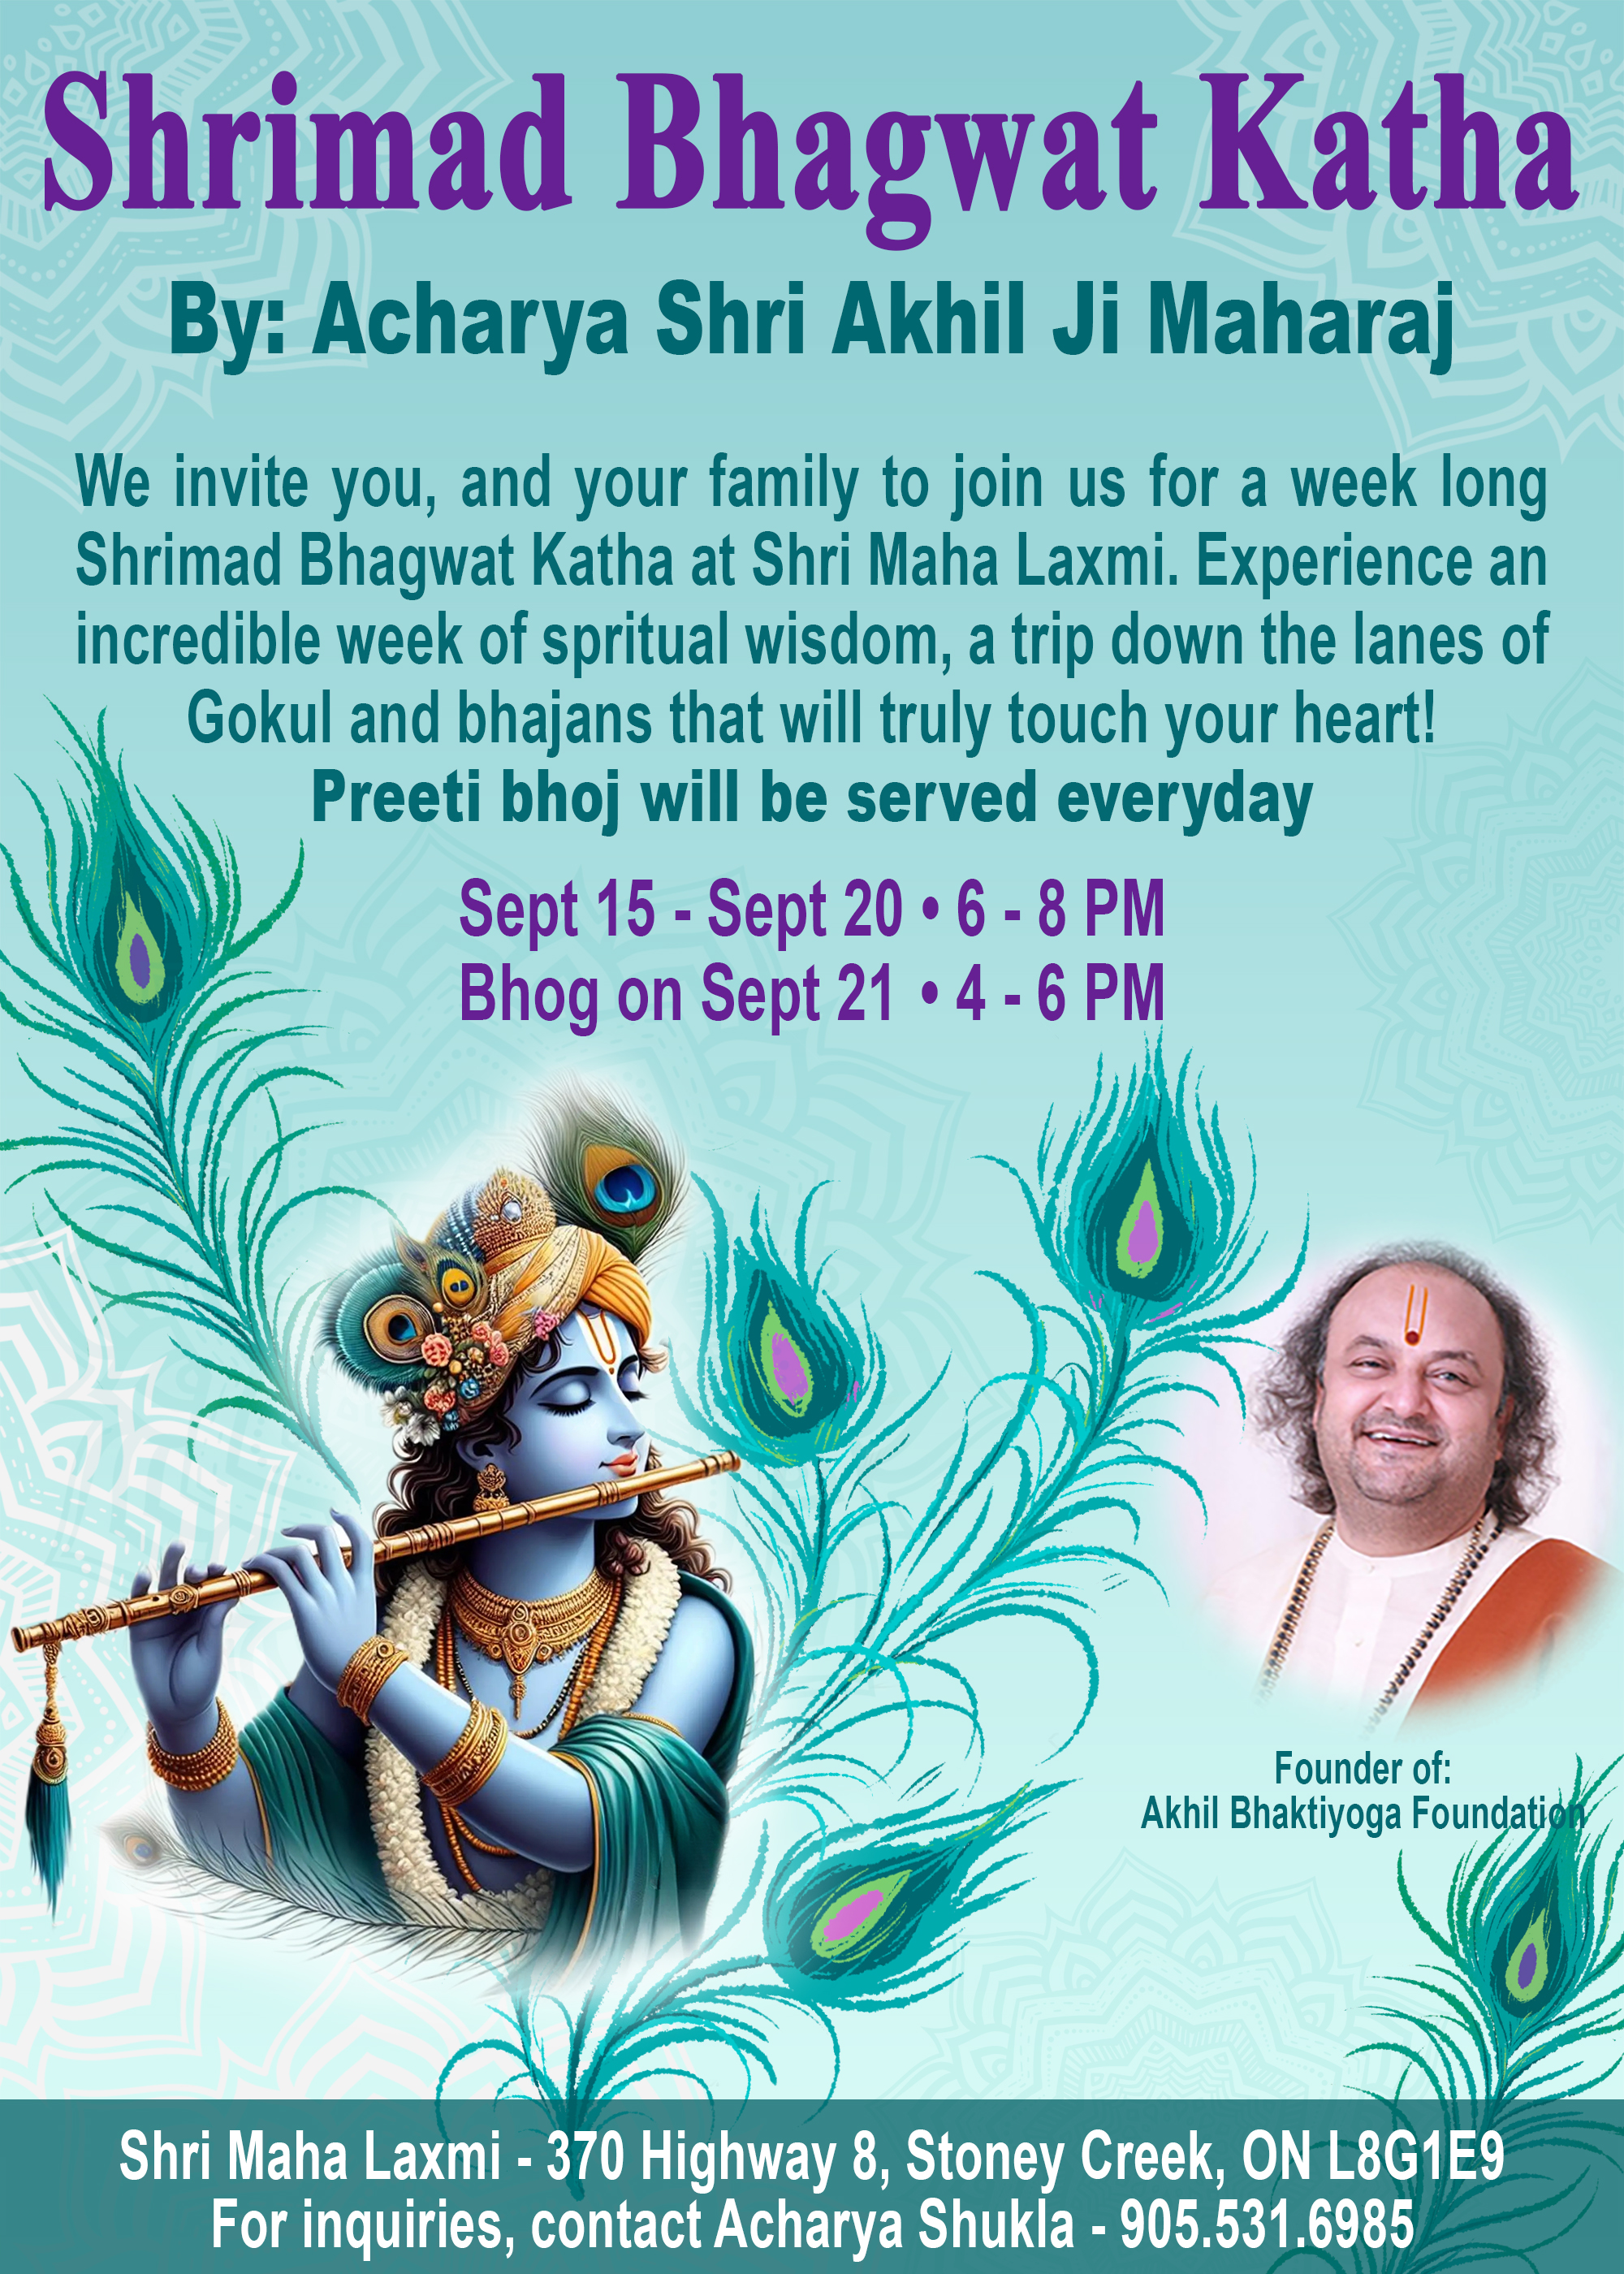 Shrimad Bhagwat Katha
By: Acharya Shri Akhil Ji Maharaj
We invite you, and your family to join us for a week long
Shrimad Bhagwat Katha at Shri Maha Laxmi. Experience an
incredible week of spritual wisdom, a trip down the lanes of
Gokul and bhajans that will truly touch your heart!
Preeti bhoj will be served everyday
Sept 15 - Sept 20 • 6 - 8 PM
Bhog on Sept 21 • 4 - 6 PM
Founder of:
Akhil Bhaktiyoga Foundation
Shri Maha Laxmi - 370 Highway 8, Stoney Creek, ON L8G1E9
For inquiries, contact Acharya Shukla - 905.531.6985